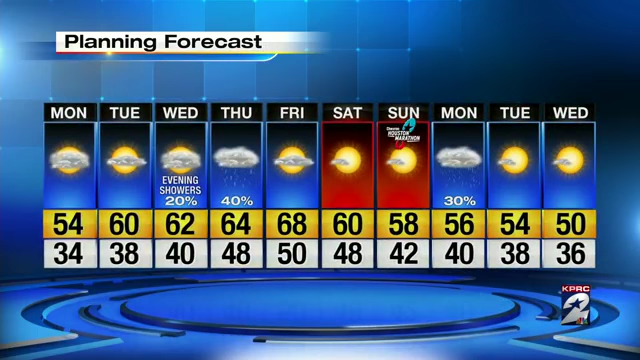 Planning Forecast
MON TUE WED THU FRI SAT SUN MON TUE WED
Chevron
HOUSTON
MARATHON
EVENING
SHOWERS
20% 40% 30%
54 60 62 64 68 60 58 56 54 50
34 38 40 48 50 48 42 40 38 36
KPRC
2